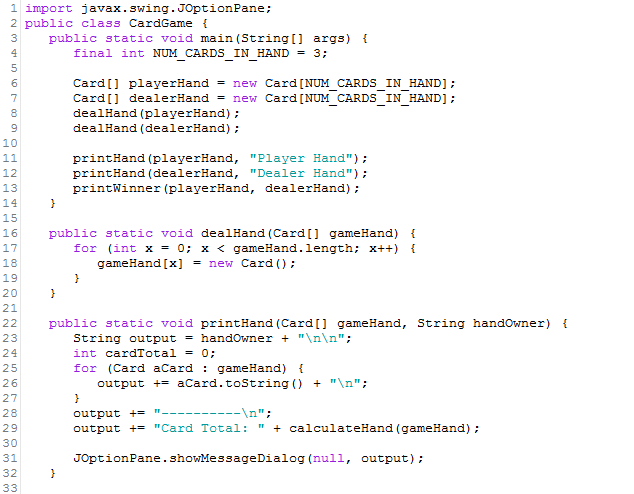 1 import javax.swing.JOptionPane;
2 public class CardGame {
3    public static void main(String[] args) {
4       final int NUM_CARDS_IN_HAND = 3;
5
6       Card[] playerHand = new Card[NUM_CARDS_IN_HAND];
7       Card[] dealerHand = new Card[NUM_CARDS_IN_HAND];
8       dealHand(playerHand);
9       dealHand(dealerHand);
10
11       printHand(playerHand, "Player Hand");
12       printHand(dealerHand, "Dealer Hand");
13       printWinner(playerHand, dealerHand);
14    }
15
16    public static void dealHand(Card[] gameHand) {
17       for (int x = 0; x < gameHand.length; x++) {
18          gameHand[x] = new Card();
19       }
20    }
21
22    public static void printHand(Card[] gameHand, String handOwner) {
23       String output = handOwner + "\n\n";
24       int cardTotal = 0;
25       for (Card aCard : gameHand) {
26          output += aCard.toString() + "\n";
27       }
28       output += "----------\n";
29       output += "Card Total: " + calculateHand(gameHand);
30
31       JOptionPane.showMessageDialog(null, output);
32    }
33